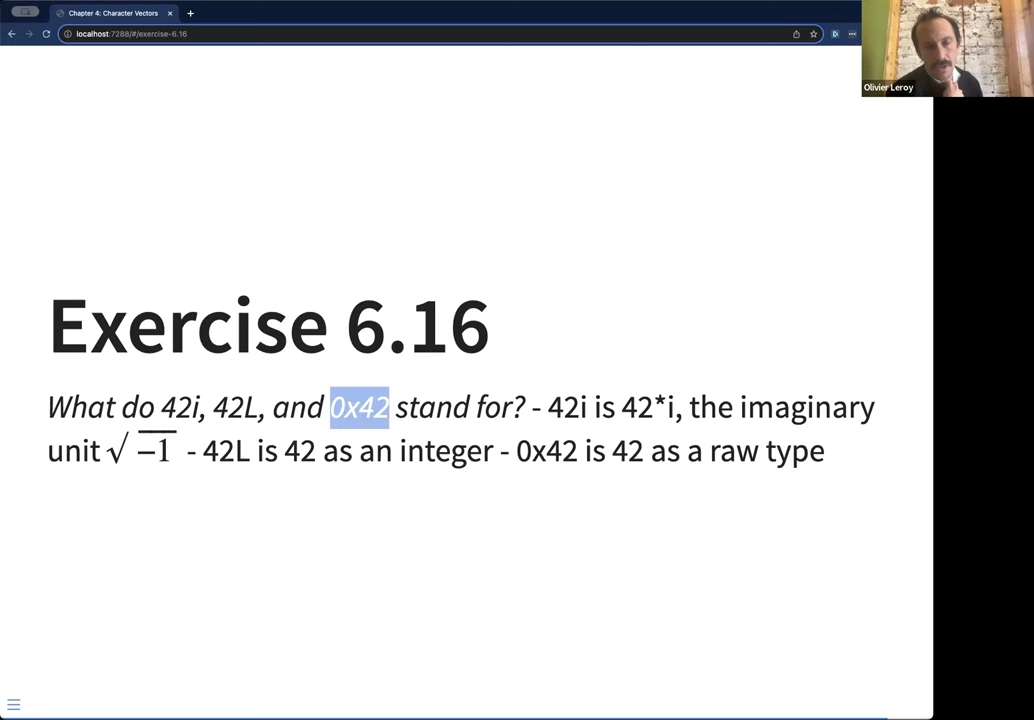 Chapter 4: Character Vectors
localhost:7288/#/exercise-6.16
Olivier Leroy
Exercise 6.16
What do 42i, 42L, and 0x42 stand for? - 42i is 42*i, the imaginary
unit √−1 - 42L is 42 as an integer - 0x42 is 42 as a raw type